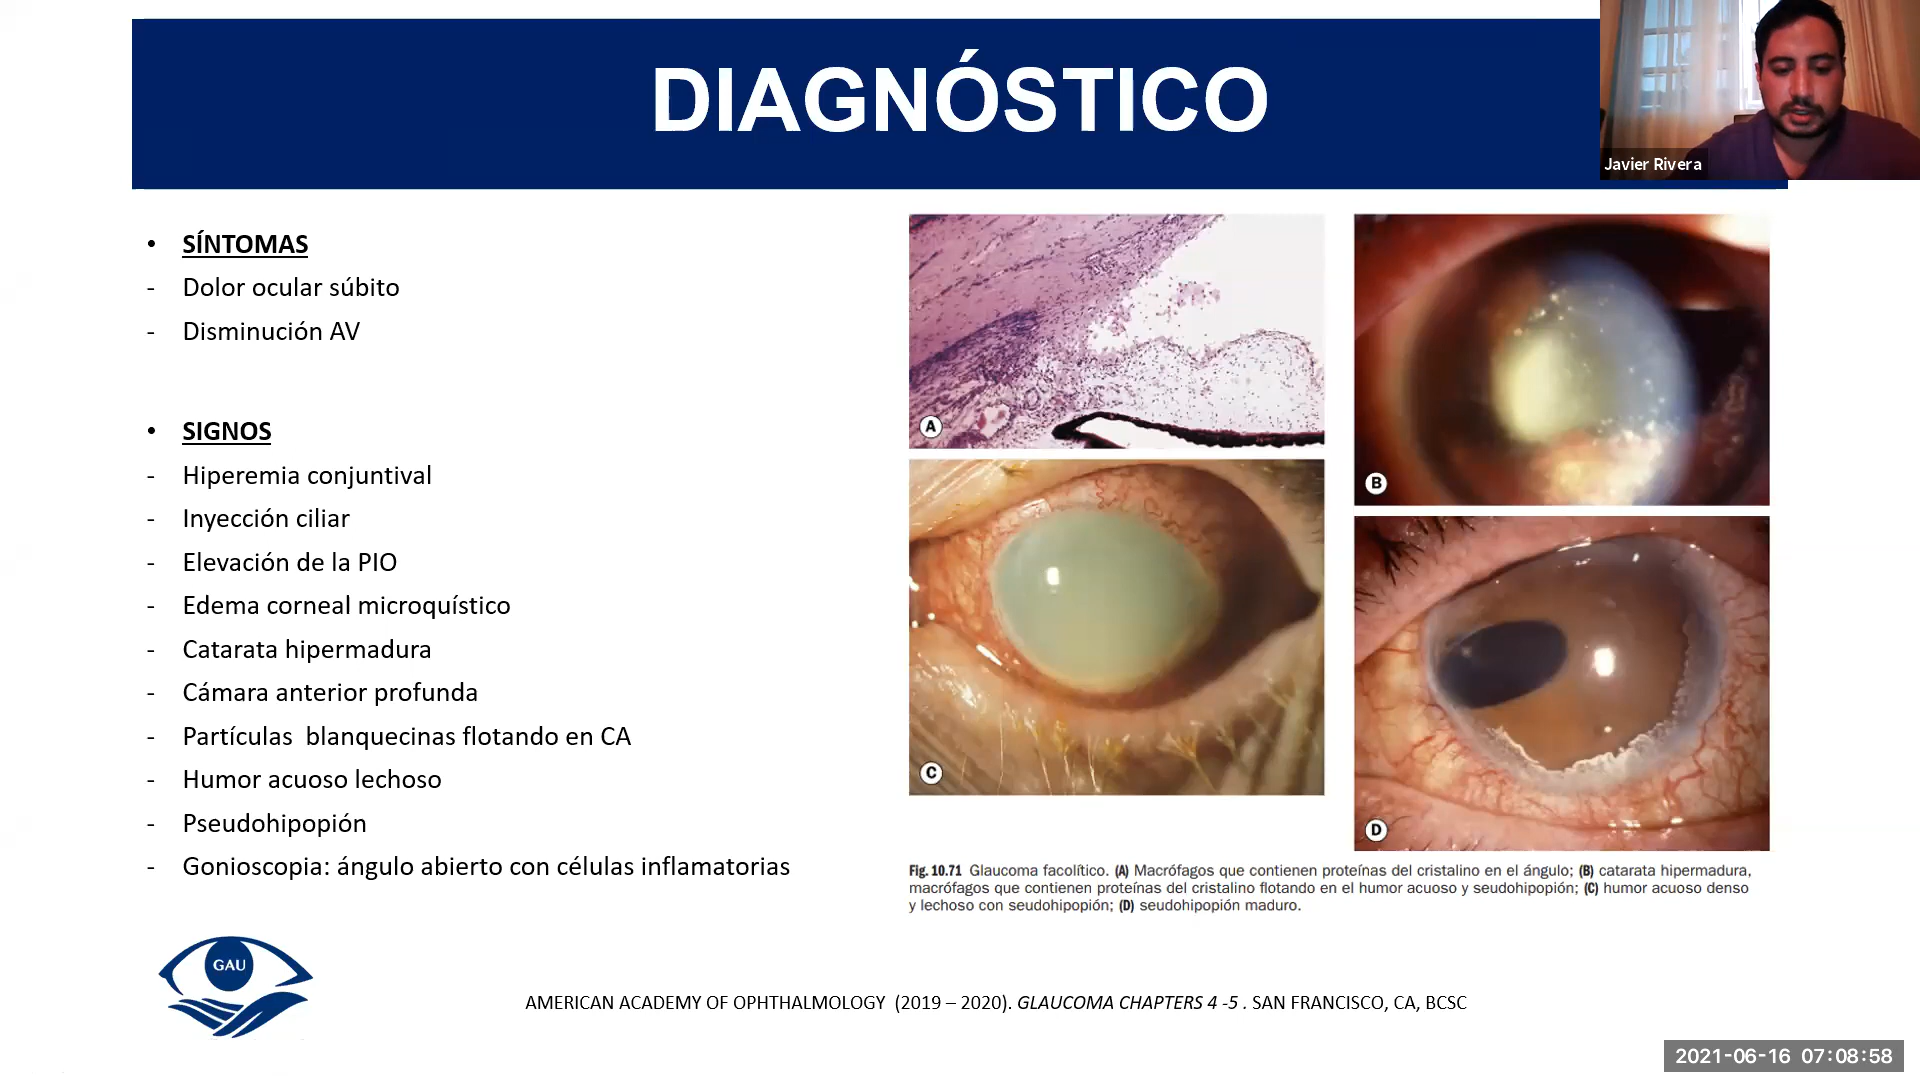 DIAGNÓSTICO
Javier Rivera
• SÍNTOMAS
- Dolor ocular súbito
- Disminución AV
• SIGNOS
- Hiperemia conjuntival
- Inyección ciliar
- Elevación de la PIO
- Edema corneal microquístico
- Catarata hipermadura
- Cámara anterior profunda
- Partículas blanquecinas flotando en CA
- Humor acuoso lechoso
- Pseudohipopión
- Gonioscopia: ángulo abierto con células inflamatorias
A
B
C
D
Fig. 10.71 Glaucoma facolítico. (A) Macrófagos que contienen proteínas del cristalino en el ángulo; (B) catarata hipermadura,
macrófagos que contienen proteínas del cristalino flotando en el humor acuoso y seudohipopión; (C) humor acuoso denso
y lechoso con seudohipopión; (D) seudohipopión maduro.
GAU
AMERICAN ACADEMY OF OPHTHALMOLOGY (2019 – 2020). GLAUCOMA CHAPTERS 4 -5 . SAN FRANCISCO, CA, BCSC
2021-06-16 07:08:58